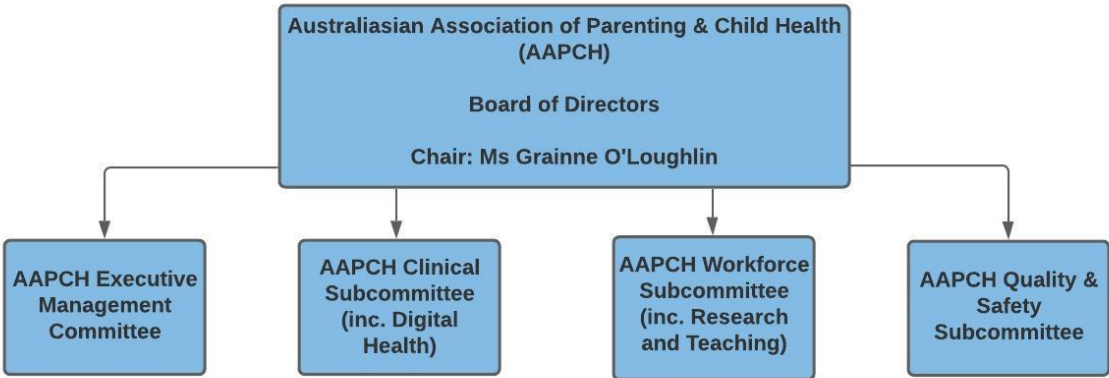 Australiasian Association of Parenting & Child Health
(AAPCH)
Board of Directors
Chair: Ms Grainne O'Loughlin
AAPCH Executive
Management
Committee
AAPCH Clinical
Subcommittee
(inc. Digital
Health)
AAPCH Workforce
Subcommittee
(inc. Research
and Teaching)
AAPCH Quality &
Safety
Subcommittee